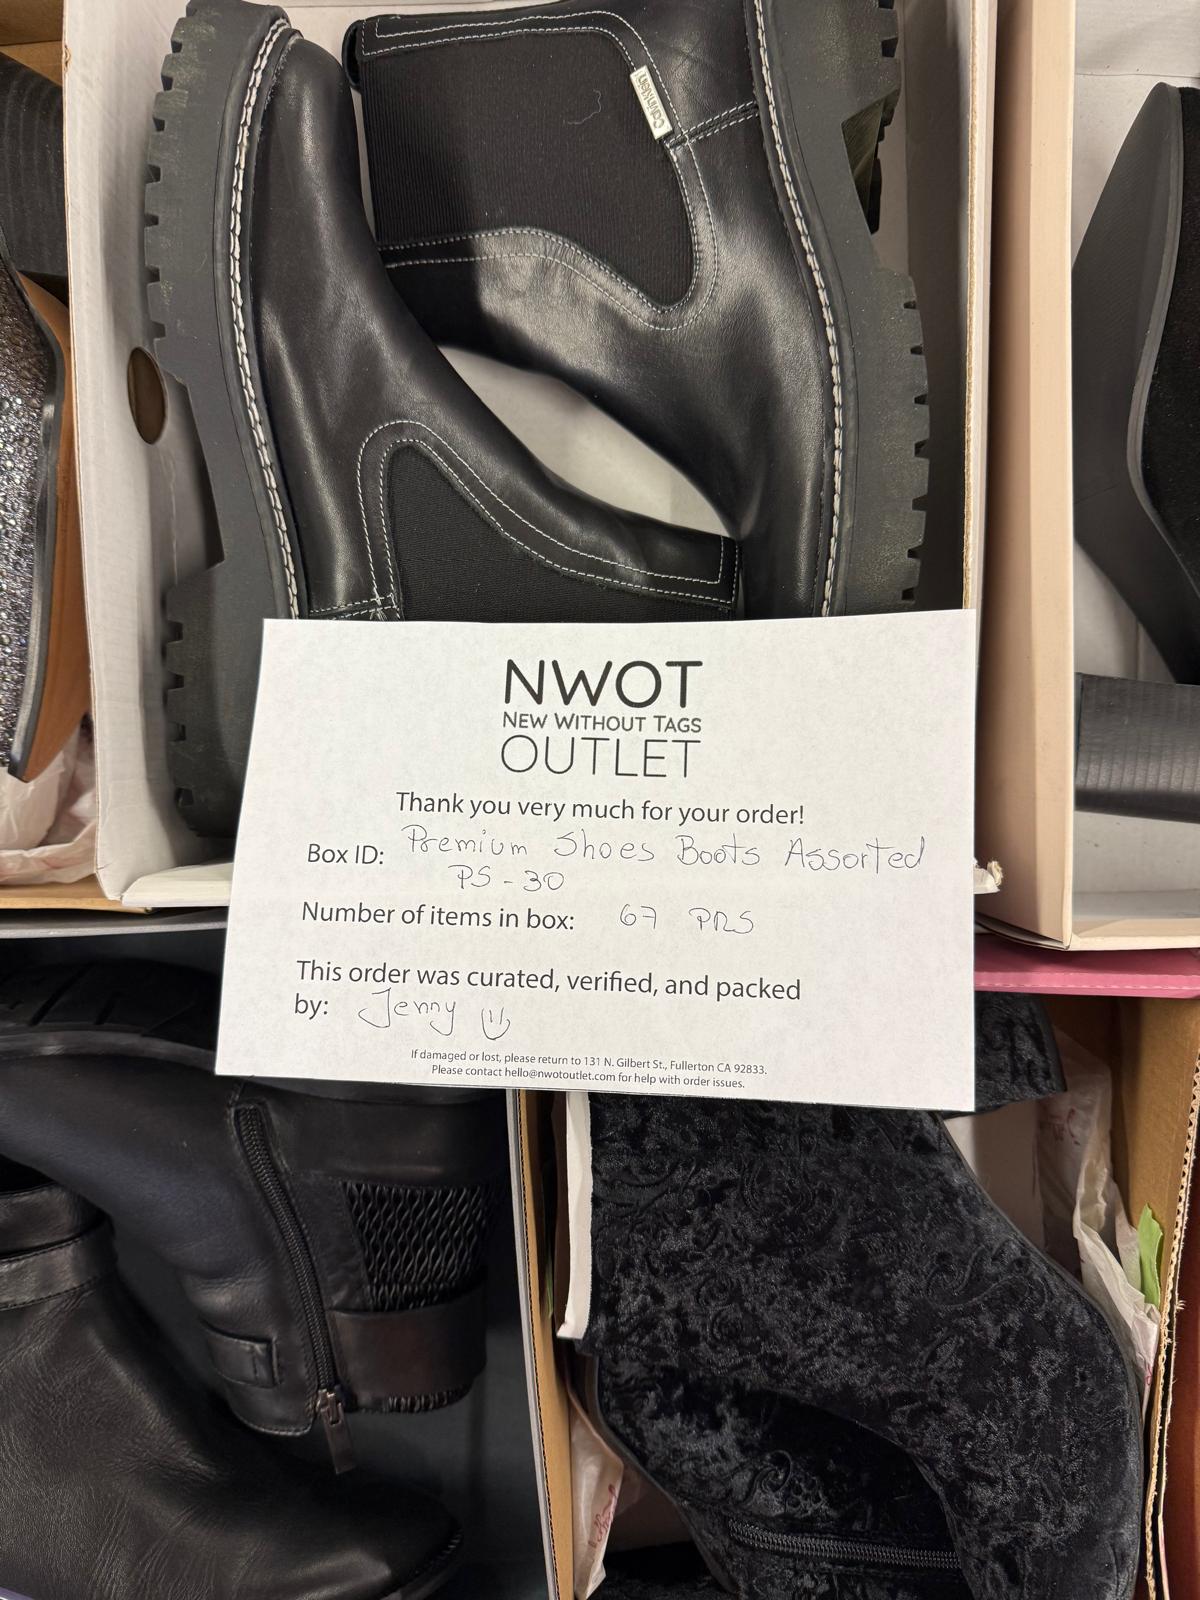 Calvin Klein
NWOT
NEW WITHOUT TAGS
OUTLET
Thank you very much for your order!
Box ID: Premium Shoes Boots Assorted
PS - 30
Number of items in box: 67 PRS
This order was curated, verified, and packed
by: Jenny
If damaged or lost, please return to 131 N. Gilbert St., Fullerton CA 92833.
Please contact hello@nwotoutlet.com for help with order issues.